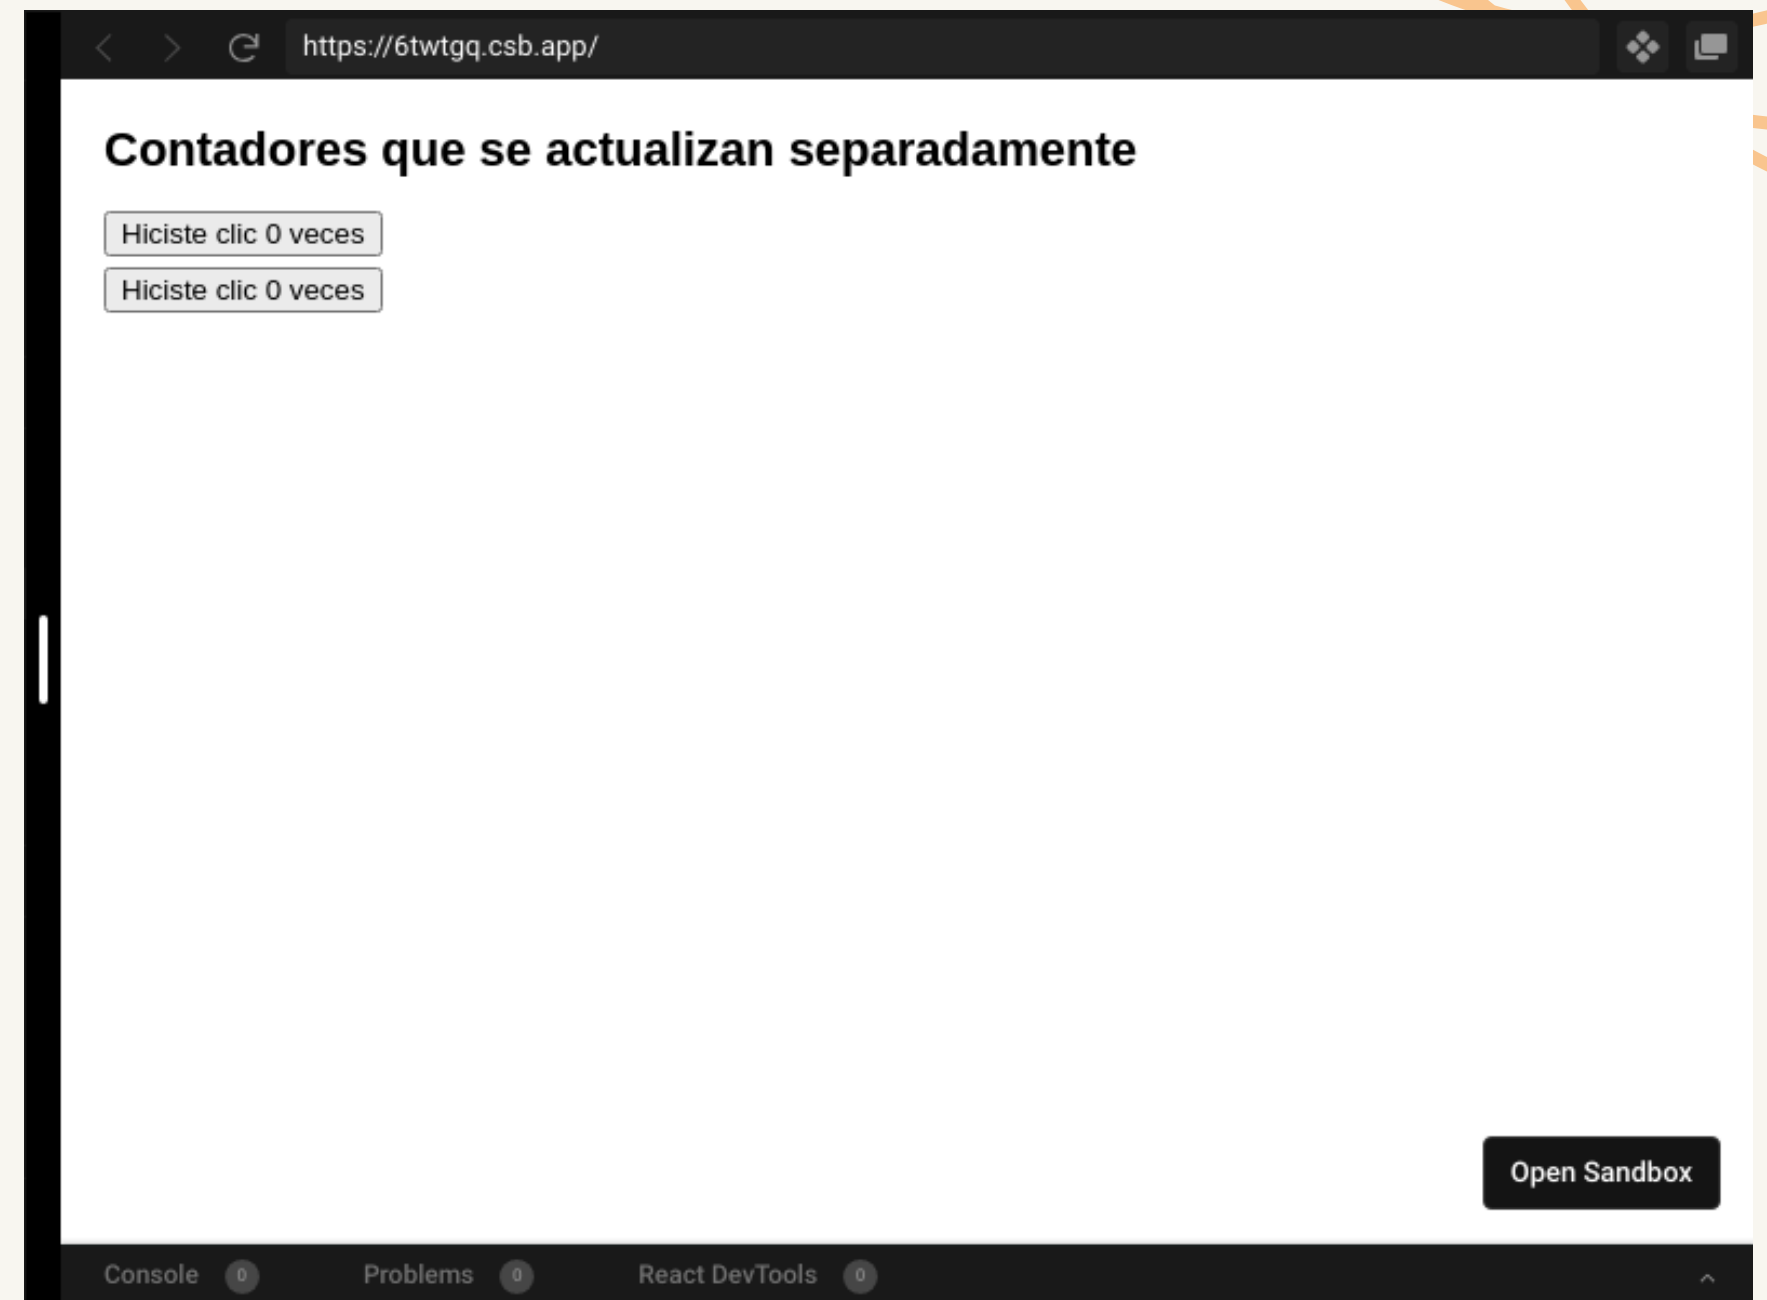 https://6twtgq.csb.app/
Contadores que se actualizan separadamente
Hiciste clic 0 veces
Hiciste clic 0 veces
Open Sandbox
Console 0 Problems 0 React DevTools 0